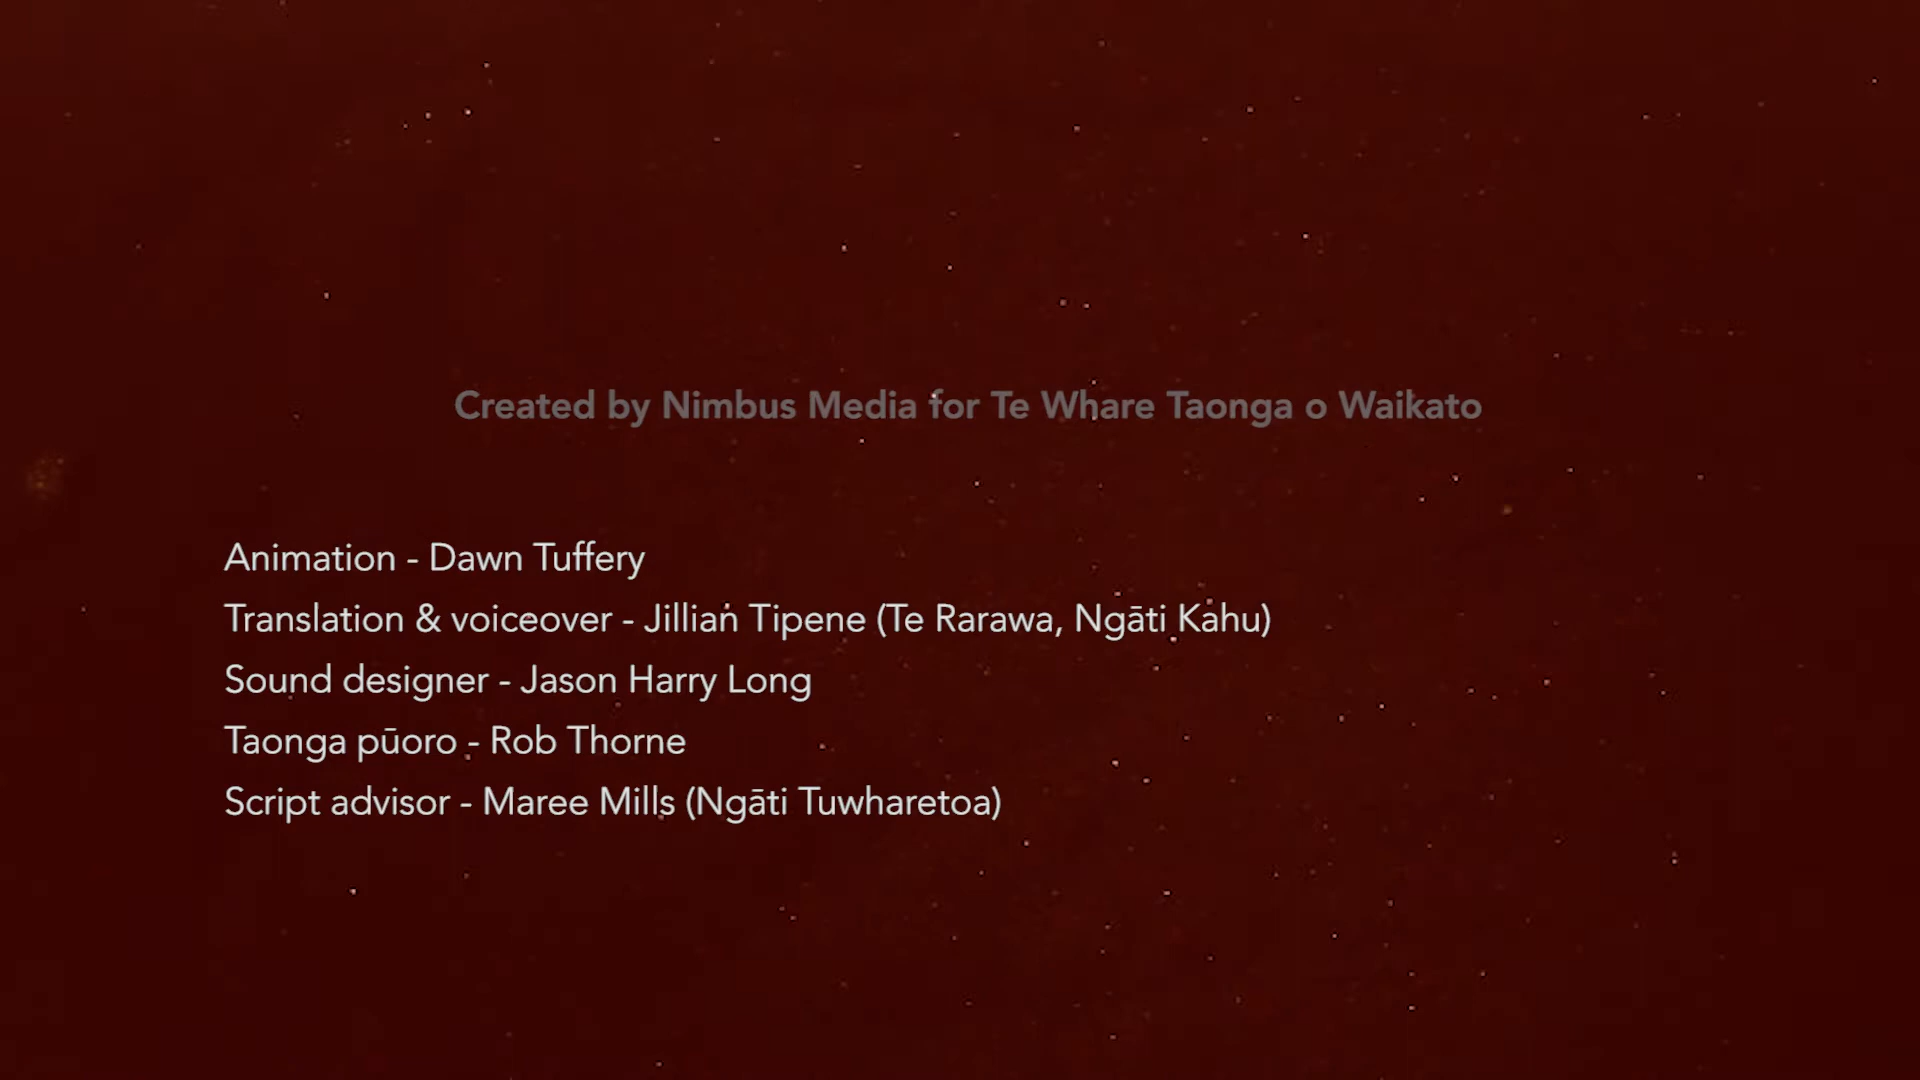 Created by Nimbus Media for Te Whare Taonga o Waikato
Animation - Dawn Tuffery
Translation & voiceover - Jillian Tipene (Te Rarawa, Ngāti Kahu)
Sound designer - Jason Harry Long
Taonga pūoro - Rob Thorne
Script advisor - Maree Mills (Ngāti Tuwharetoa)